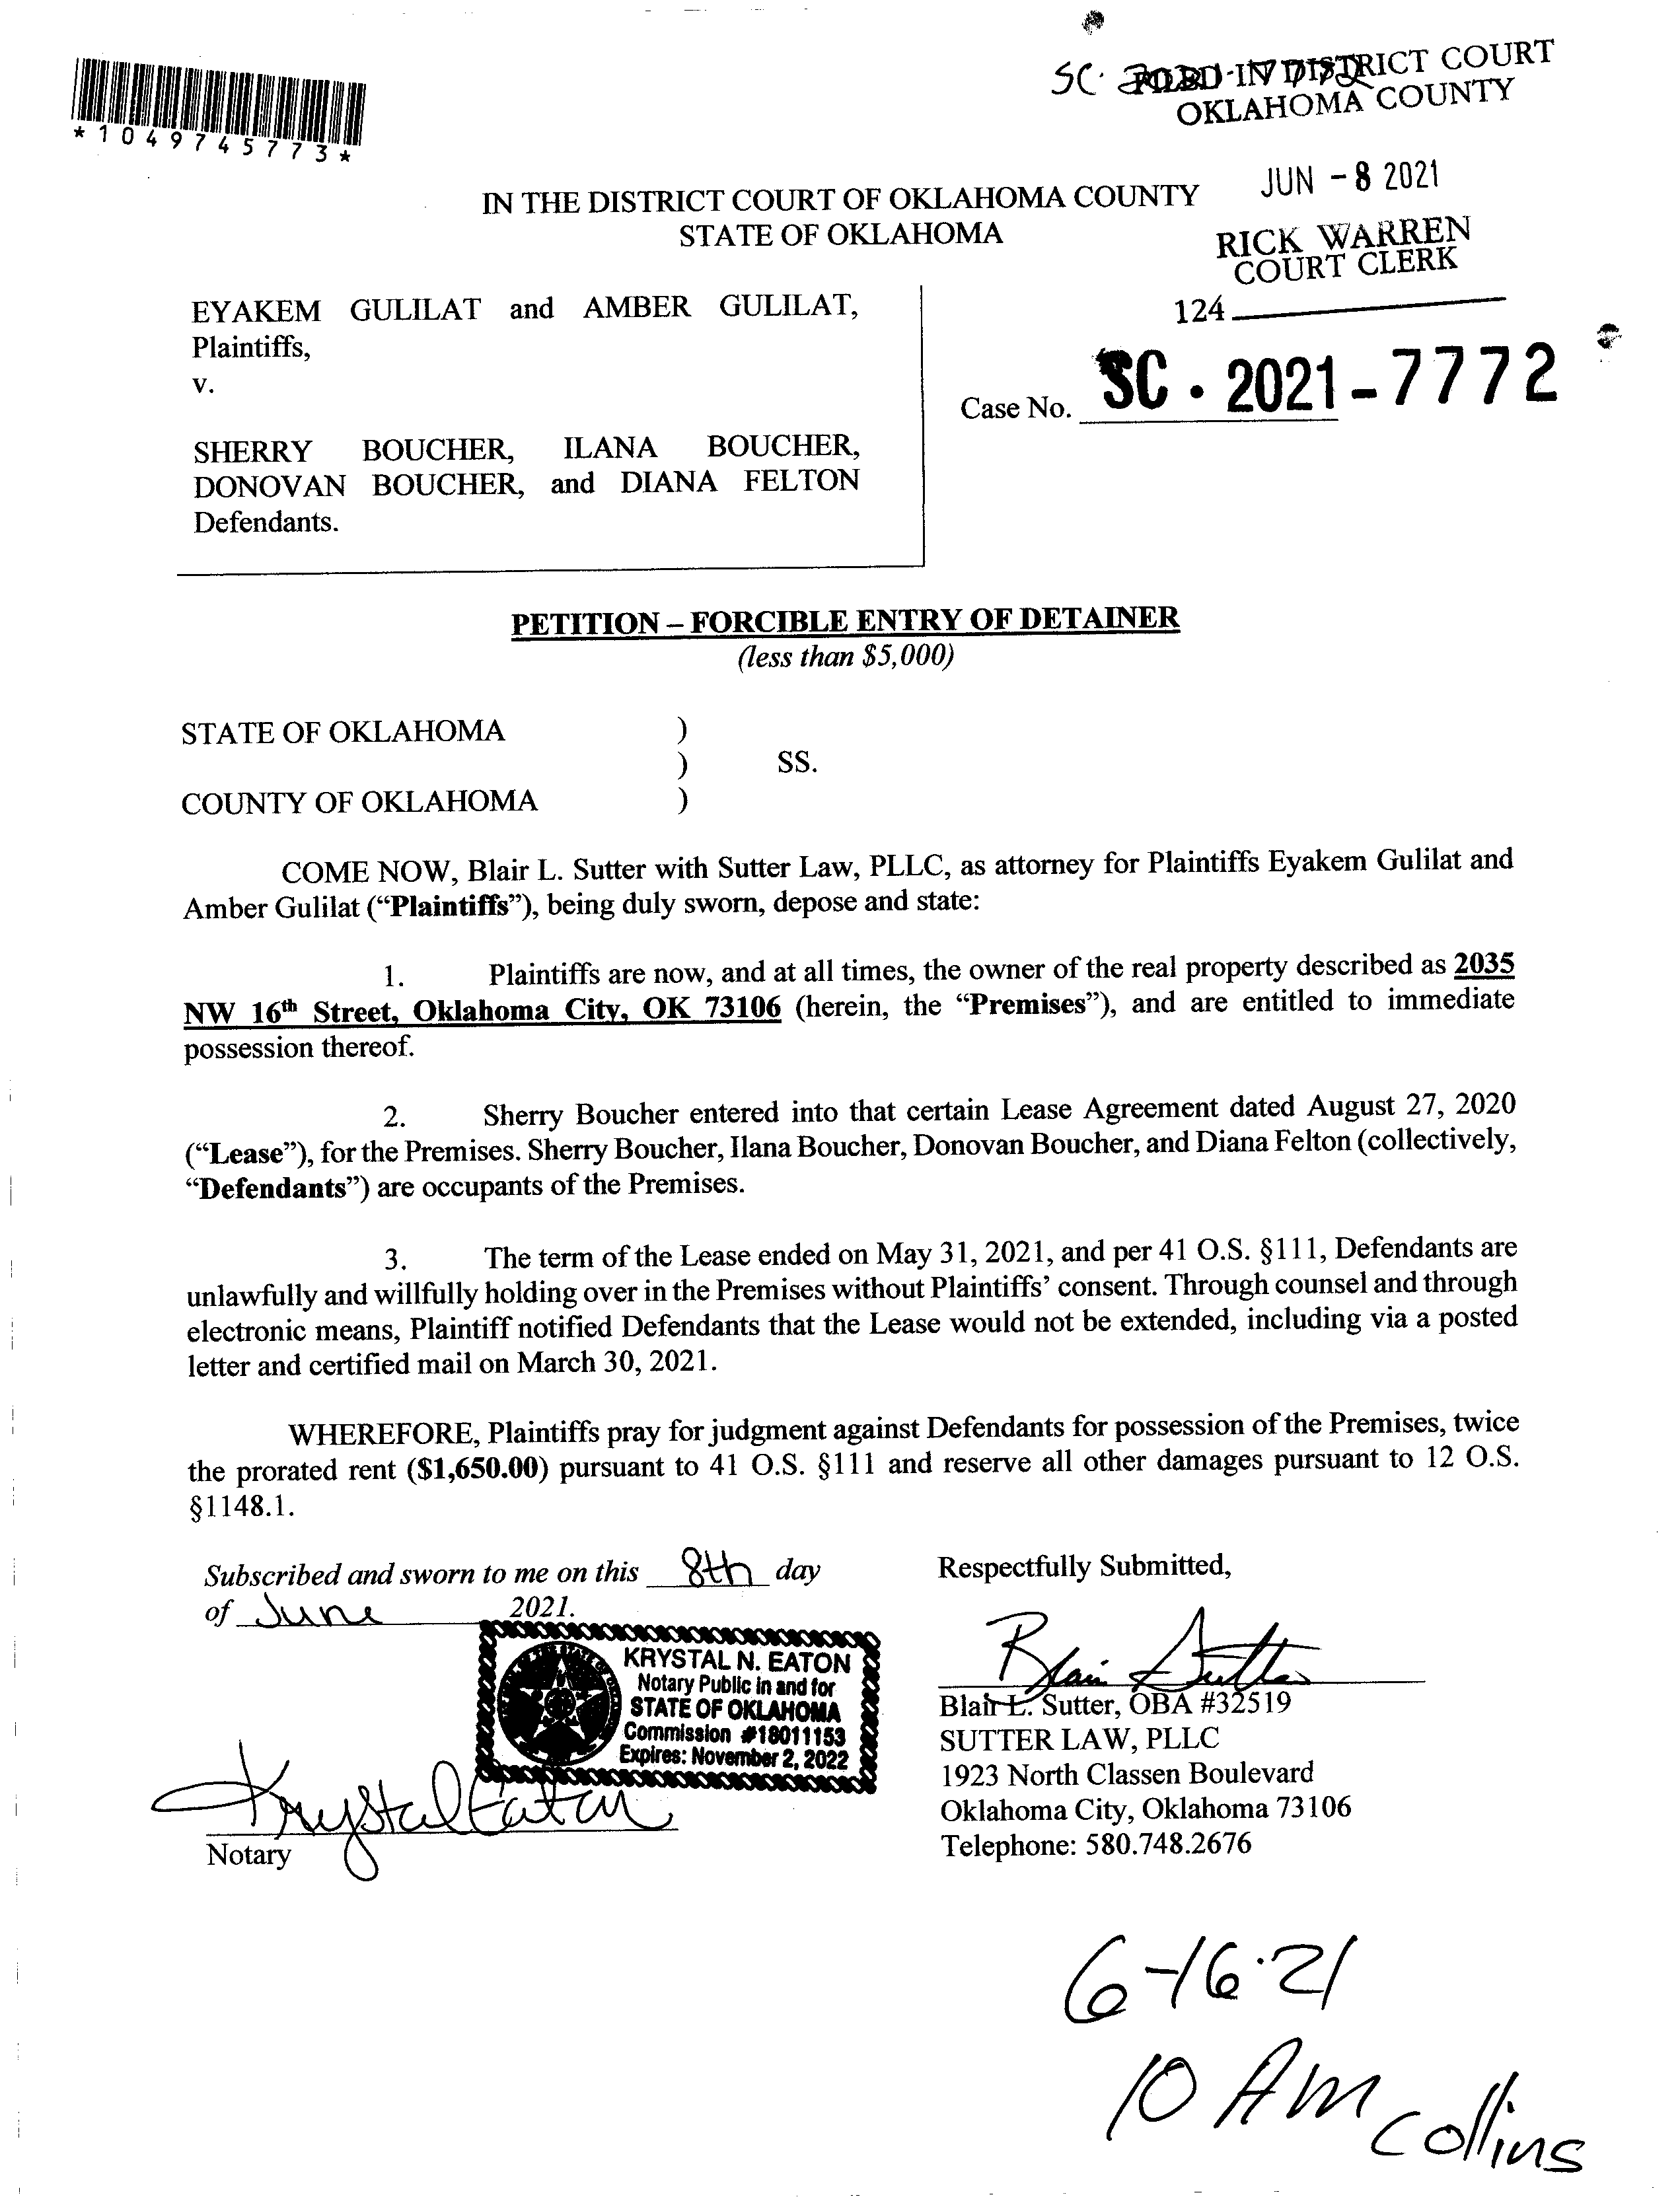 SC· 2021-7772
FILED IN DISTRICT COURT
OKLAHOMA COUNTY
*1049745773*
JUN -8 2021
IN THE DISTRICT COURT OF OKLAHOMA COUNTY
STATE OF OKLAHOMA
RICK WARREN
COURT CLERK
124
EYAKEM GULILAT and AMBER GULILAT,
Plaintiffs,
v.
Case No. SC · 2021-7772
SHERRY BOUCHER, ILANA BOUCHER,
DONOVAN BOUCHER, and DIANA FELTON
Defendants.
PETITION – FORCIBLE ENTRY OF DETAINER
(less than $5,000)
STATE OF OKLAHOMA )
) SS.
COUNTY OF OKLAHOMA )
COME NOW, Blair L. Sutter with Sutter Law, PLLC, as attorney for Plaintiffs Eyakem Gulilat and
Amber Gulilat (“Plaintiffs”), being duly sworn, depose and state:
1. Plaintiffs are now, and at all times, the owner of the real property described as 2035
NW 16th Street, Oklahoma City, OK 73106 (herein, the “Premises”), and are entitled to immediate
possession thereof.
2. Sherry Boucher entered into that certain Lease Agreement dated August 27, 2020
(“Lease”), for the Premises. Sherry Boucher, Ilana Boucher, Donovan Boucher, and Diana Felton (collectively,
“Defendants”) are occupants of the Premises.
3. The term of the Lease ended on May 31, 2021, and per 41 O.S. §111, Defendants are
unlawfully and willfully holding over in the Premises without Plaintiffs’ consent. Through counsel and through
electronic means, Plaintiff notified Defendants that the Lease would not be extended, including via a posted
letter and certified mail on March 30, 2021.
WHEREFORE, Plaintiffs pray for judgment against Defendants for possession of the Premises, twice
the prorated rent ($1,650.00) pursuant to 41 O.S. §111 and reserve all other damages pursuant to 12 O.S.
§1148.1.
Subscribed and sworn to me on this 8th day
of June 2021.
KRYSTAL N. EATON
Notary Public in and for
STATE OF OKLAHOMA
Commission #18011153
Expires: November 2, 2022
Krystal Eaton
Notary
Respectfully Submitted,
Blair Sutter
Blair L. Sutter, OBA #32519
SUTTER LAW, PLLC
1923 North Classen Boulevard
Oklahoma City, Oklahoma 73106
Telephone: 580.748.2676
6-16·21
10 AM
Collins